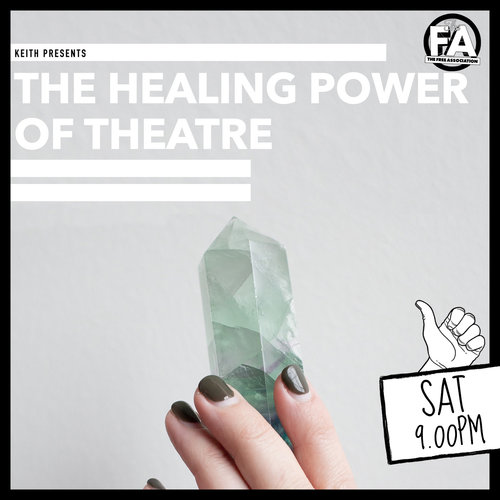 KEITH PRESENTS
THE HEALING POWER
OF THEATRE
FA
THE FREE ASSOCIATION
SAT
9.00PM